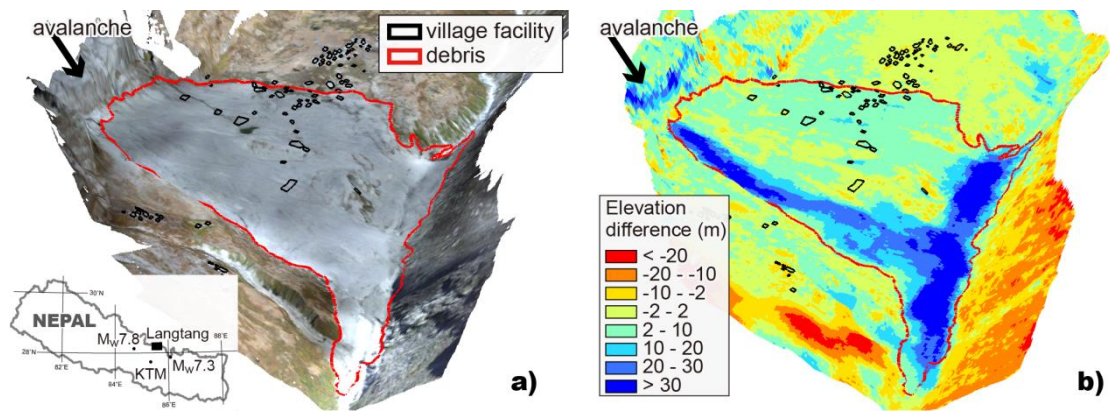 avalanche
village facility
debris
NEPAL
30°N
28°N
82°E
84°E
86°E
88°E
Langtang
Mw7.8
Mw7.3
KTM
a)
avalanche
Elevation
difference (m)
< -20
-20 - -10
-10 - -2
-2 - 2
2 - 10
10 - 20
20 - 30
> 30
b)